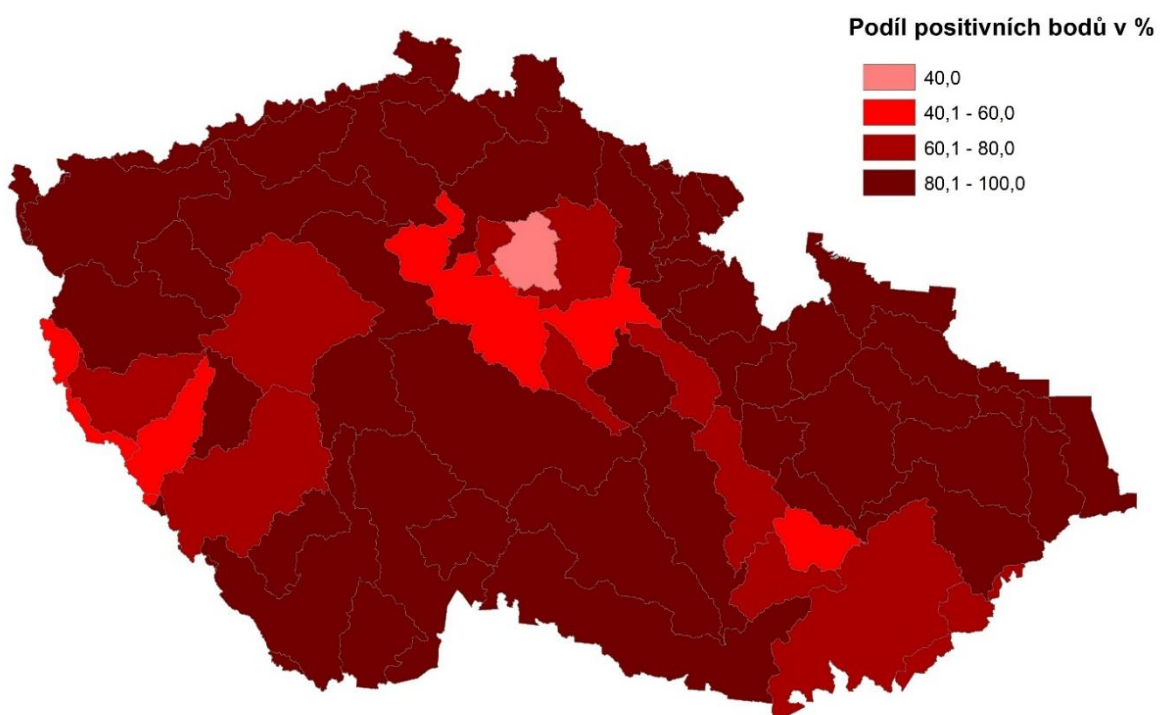 Podíl positivních bodů v %
40,0
40,1 - 60,0
60,1 - 80,0
80,1 - 100,0